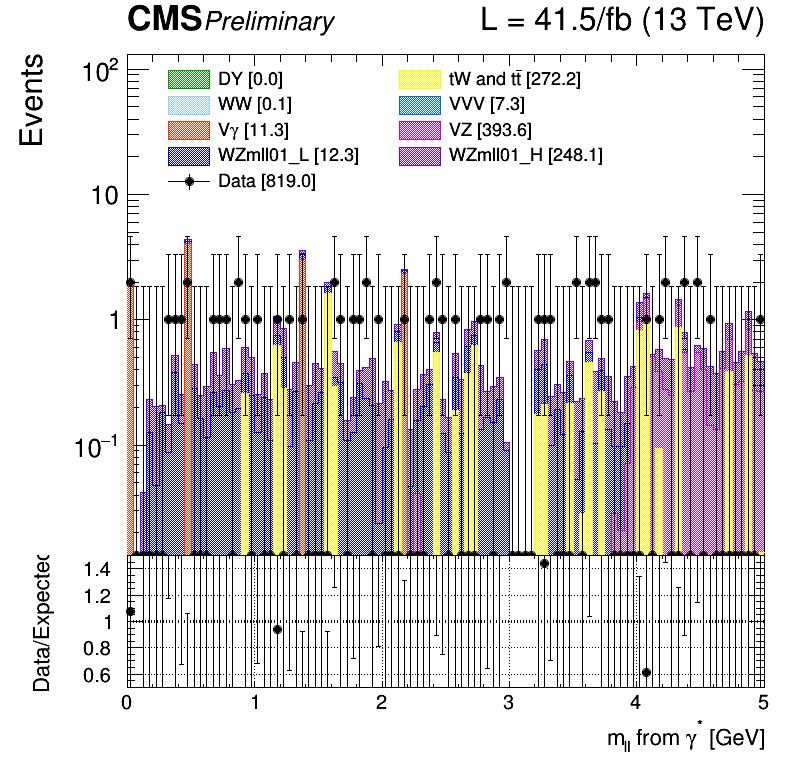 CMS Preliminary L = 41.5/fb (13 TeV)
Events
10²
10
1
10⁻¹
DY [0.0]
tW and tt̄ [272.2]
WW [0.1]
VVV [7.3]
Vγ [11.3]
VZ [393.6]
WZmll01_L [12.3]
WZmll01_H [248.1]
Data [819.0]
Data/Expected
1.4
1.2
1
0.8
0.6
0 1 2 3 4 5
m_ll from γ* [GeV]